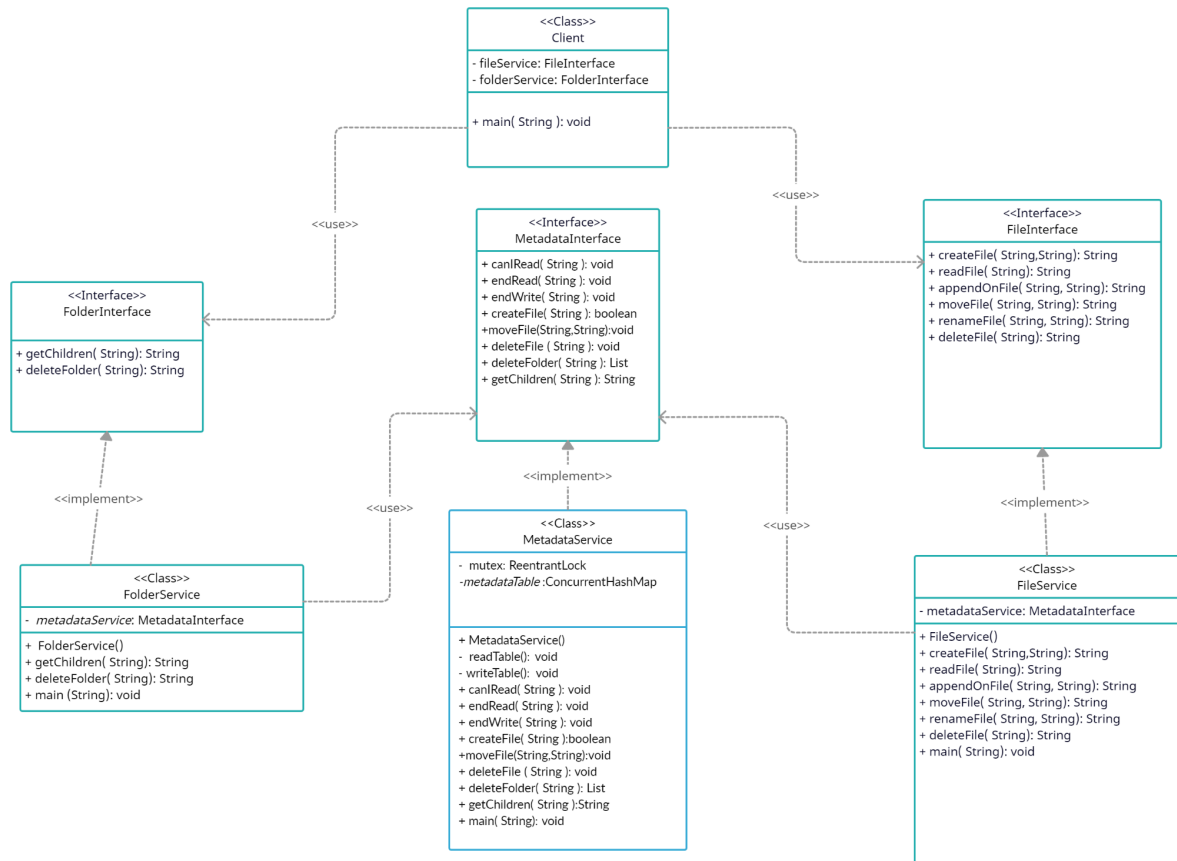 <<Class>>
Client
- fileService: FileInterface
- folderService: FolderInterface
+ main( String ): void
<<use>>
<<use>>
<<Interface>>
FolderInterface
+ getChildren( String): String
+ deleteFolder( String): String
<<Interface>>
MetadataInterface
+ canIRead( String ): void
+ endRead( String ): void
+ endWrite( String ): void
+ createFile( String ): boolean
+moveFile(String,String):void
+ deleteFile ( String ): void
+ deleteFolder( String ): List
+ getChildren( String ): String
<<Interface>>
FileInterface
+ createFile( String,String): String
+ readFile( String): String
+ appendOnFile( String, String): String
+ moveFile( String, String): String
+ renameFile( String, String): String
+ deleteFile( String): String
<<implement>>
<<use>>
<<implement>>
<<use>>
<<implement>>
<<Class>>
FolderService
- metadataService: MetadataInterface
+ FolderService()
+ getChildren( String): String
+ deleteFolder( String): String
+ main (String): void
<<Class>>
MetadataService
- mutex: ReentrantLock
-metadataTable :ConcurrentHashMap
+ MetadataService()
- readTable(): void
- writeTable(): void
+ canIRead( String ): void
+ endRead( String ): void
+ endWrite( String ): void
+ createFile( String ):boolean
+moveFile(String,String):void
+ deleteFile ( String ): void
+ deleteFolder( String ): List
+ getChildren( String ):String
+ main( String): void
<<Class>>
FileService
- metadataService: MetadataInterface
+ FileService()
+ createFile( String,String): String
+ readFile( String): String
+ appendOnFile( String, String): String
+ moveFile( String, String): String
+ renameFile( String, String): String
+ deleteFile( String): String
+ main( String): void